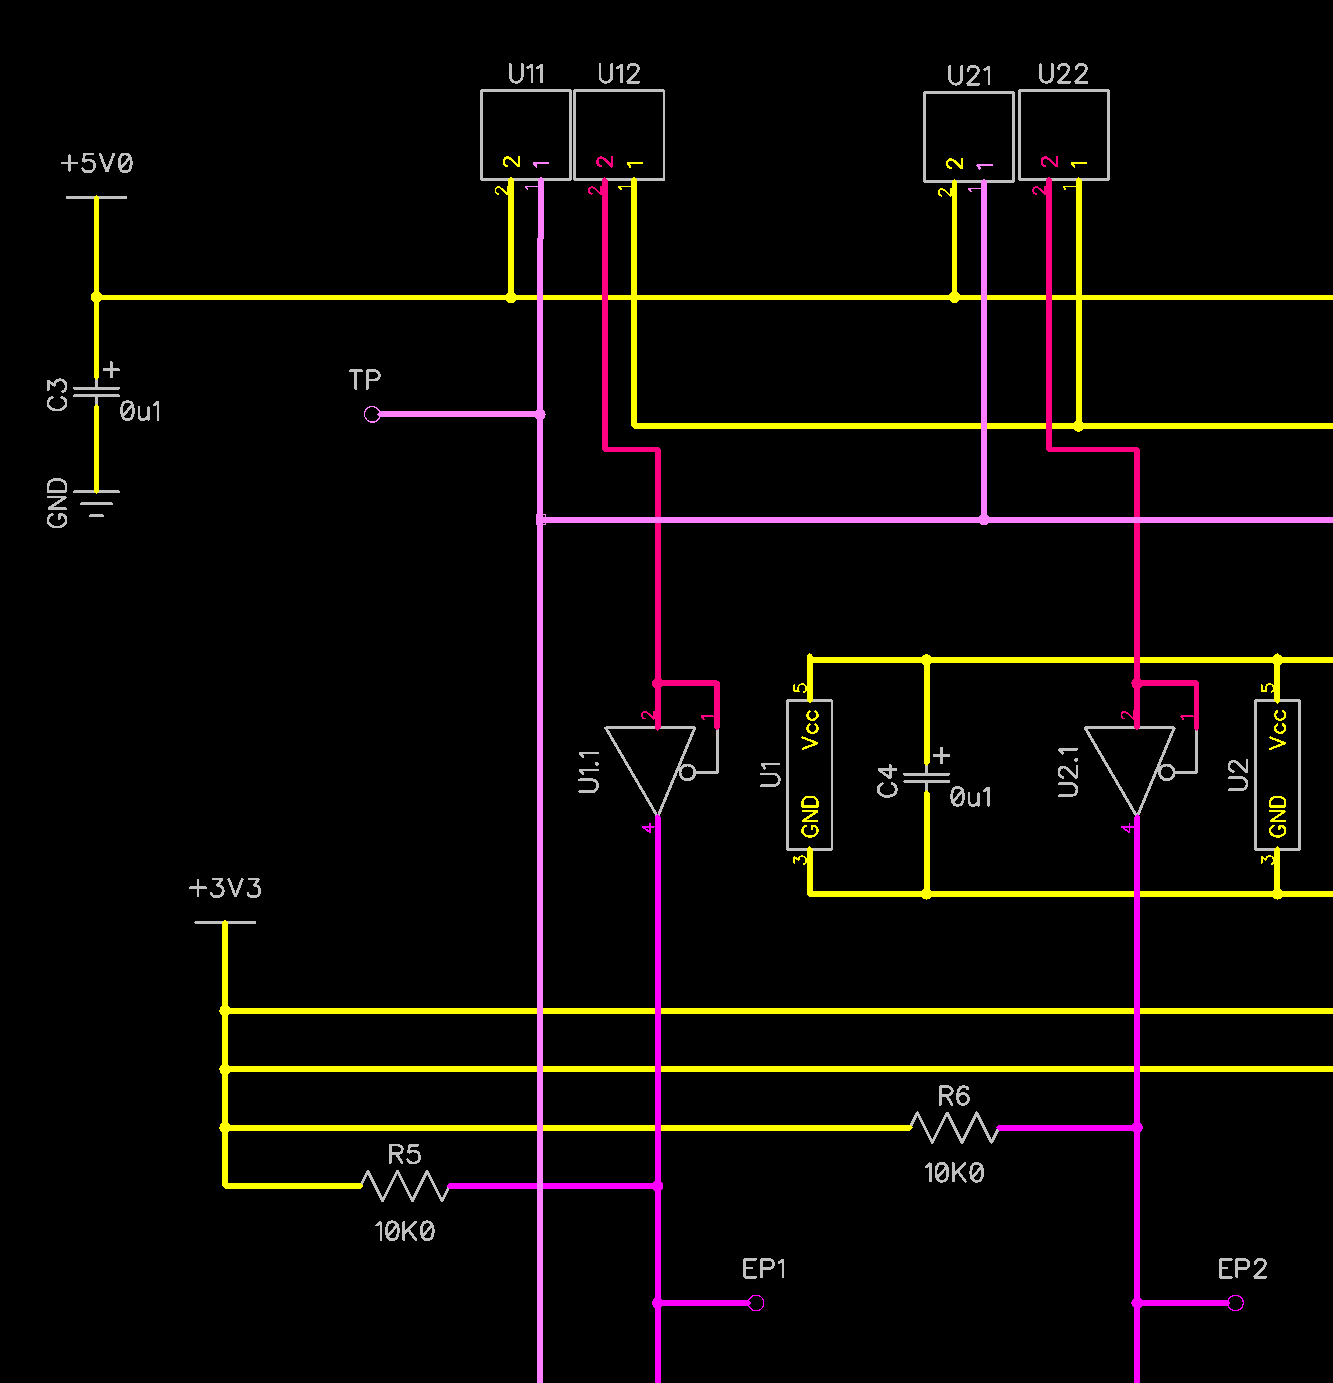 U11 U12 U21 U22
+5V0
2 1 2 1 2 1 2 1
2 1 2 1 2 1 2 1
C3 + 0u1
TP
GND
2 1 5 2 1 5
U1.1 U1 Vcc GND C4 + 0u1 U2.1 U2 Vcc GND
4 3 4 3
+3V3
R6
10K0
R5
10K0
EP1 EP2